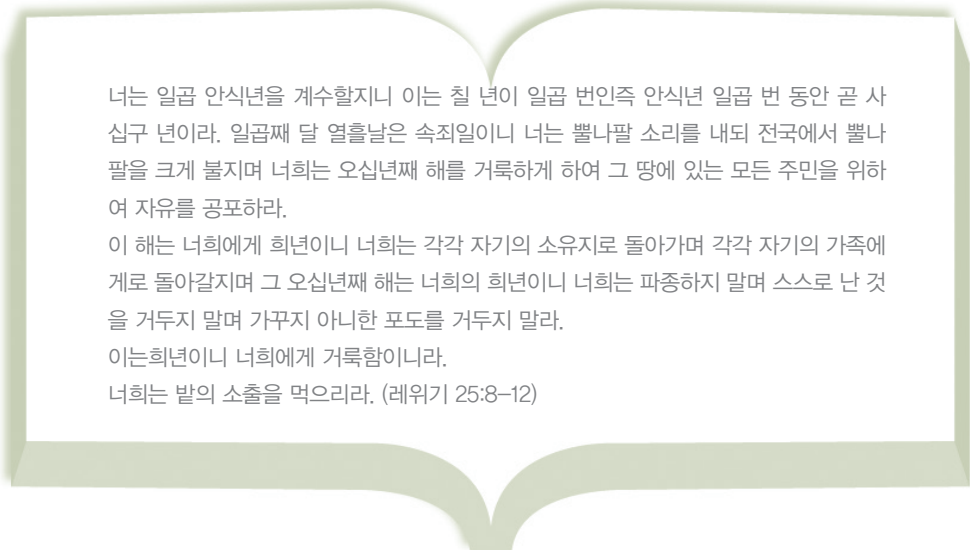 너는 일곱 안식년을 계수할지니 이는 칠 년이 일곱 번인즉 안식년 일곱 번 동안 곧 사
십구 년이라. 일곱째 달 열흘날은 속죄일이니 너는 뿔나팔 소리를 내되 전국에서 뿔나
팔을 크게 불지며 너희는 오십년째 해를 거룩하게 하여 그 땅에 있는 모든 주민을 위하
여 자유를 공포하라.
이 해는 너희에게 희년이니 너희는 각각 자기의 소유지로 돌아가며 각각 자기의 가족에
게로 돌아갈지며 그 오십년째 해는 너희의 희년이니 너희는 파종하지 말며 스스로 난 것
을 거두지 말며 가꾸지 아니한 포도를 거두지 말라.
이는희년이니 너희에게 거룩함이니라.
너희는 밭의 소출을 먹으리라. (레위기 25:8–12)